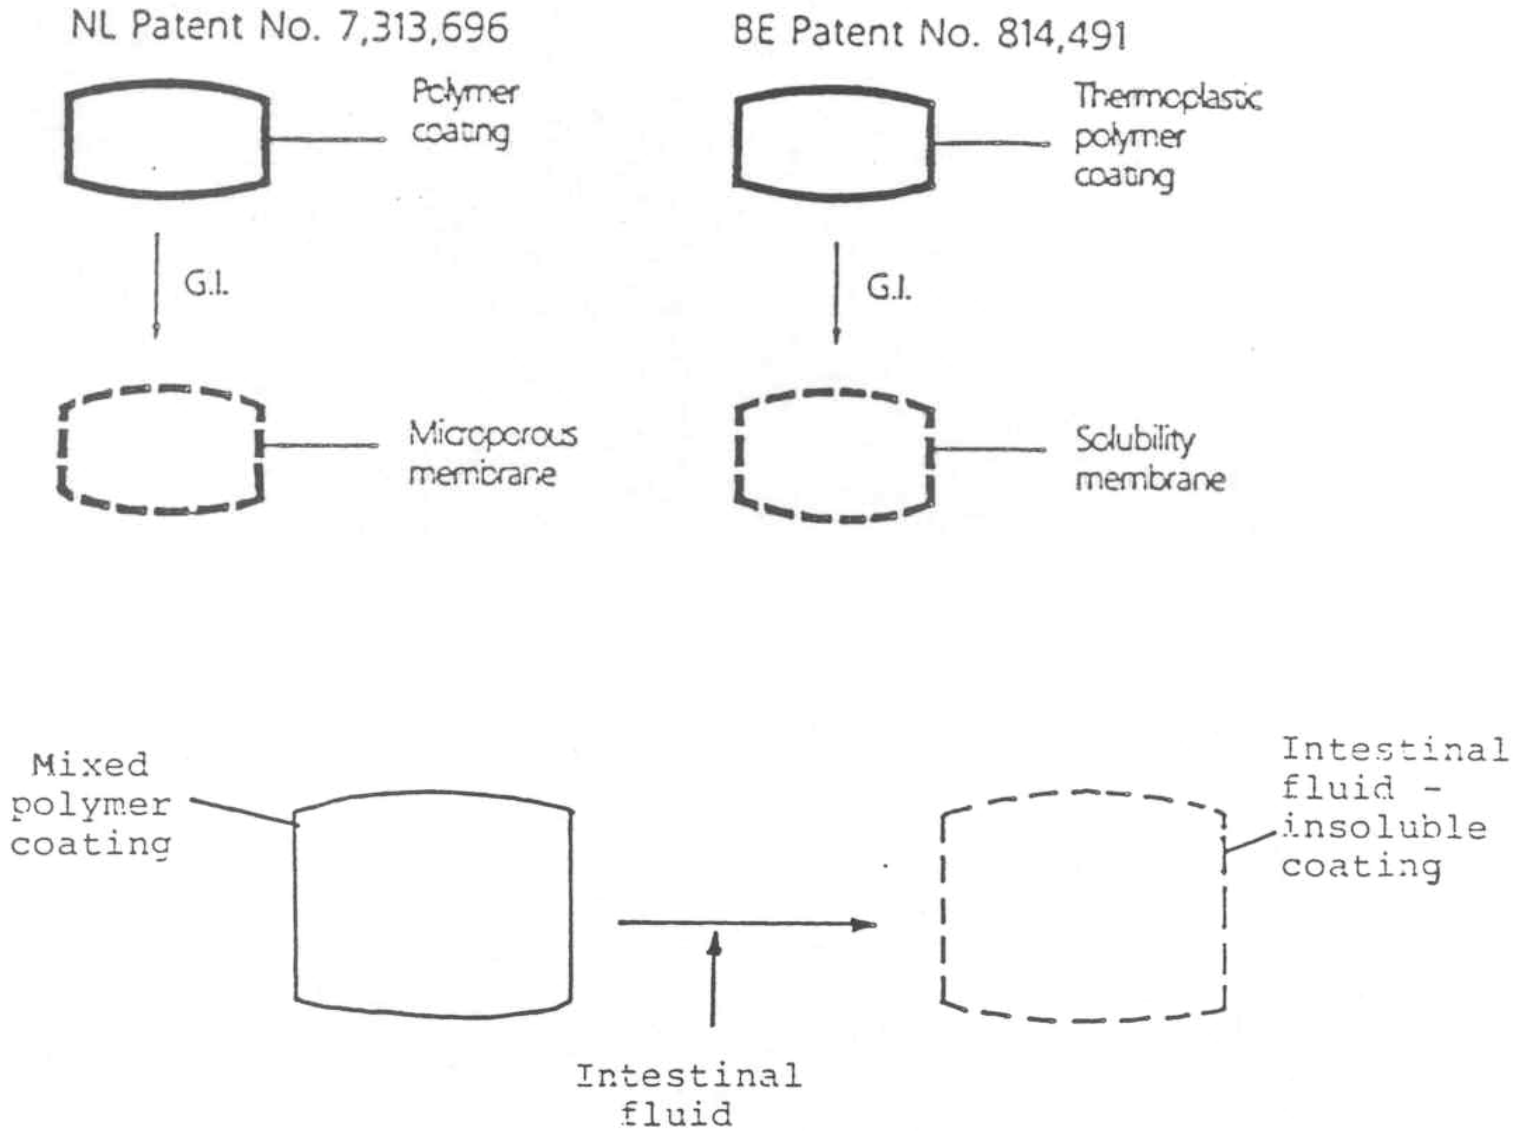 NL Patent No. 7,313,696
Polymer
coating
G.I.
Microporous
membrane
BE Patent No. 814,491
Thermoplastic
polymer
coating
G.I.
Solubility
membrane
Mixed
polymer
coating
Intestinal
fluid
Intestinal
fluid -
insoluble
coating